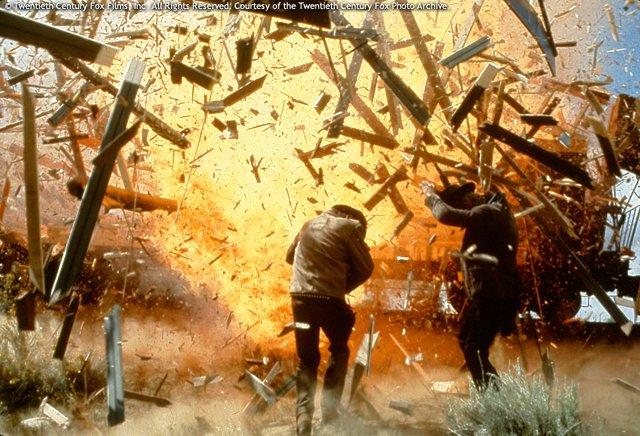 © Twentieth Century Fox Films, Inc. All Rights Reserved. Courtesy of the Twentieth Century Fox Photo Archive.